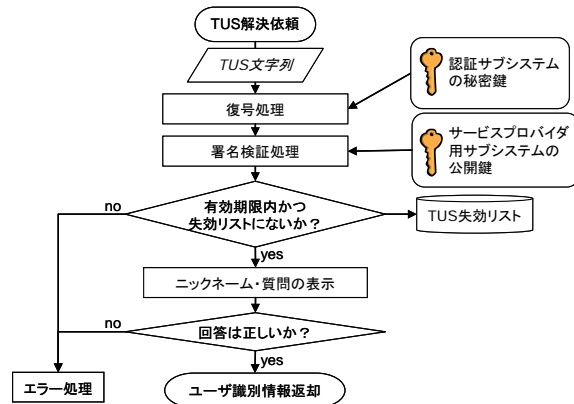 TUS解決依頼
TUS文字列
認証サブシステム
の秘密鍵
復号処理
サービスプロバイダ
用サブシステムの
公開鍵
署名検証処理
no
有効期限内かつ
失効リストにないか？
TUS失効リスト
yes
ニックネーム・質問の表示
no
回答は正しいか？
yes
エラー処理
ユーザ識別情報返却